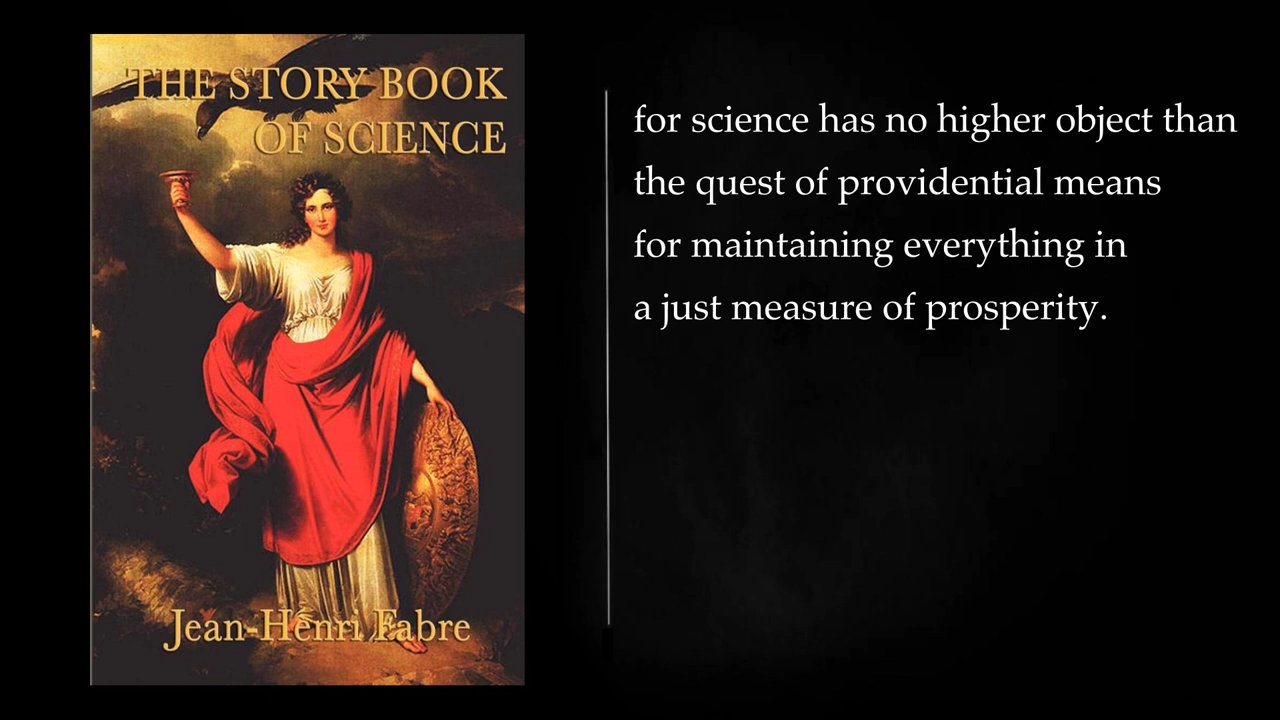 THE STORY BOOK
OF SCIENCE
Jean-Henri Fabre
for science has no higher object than
the quest of providential means
for maintaining everything in
a just measure of prosperity.